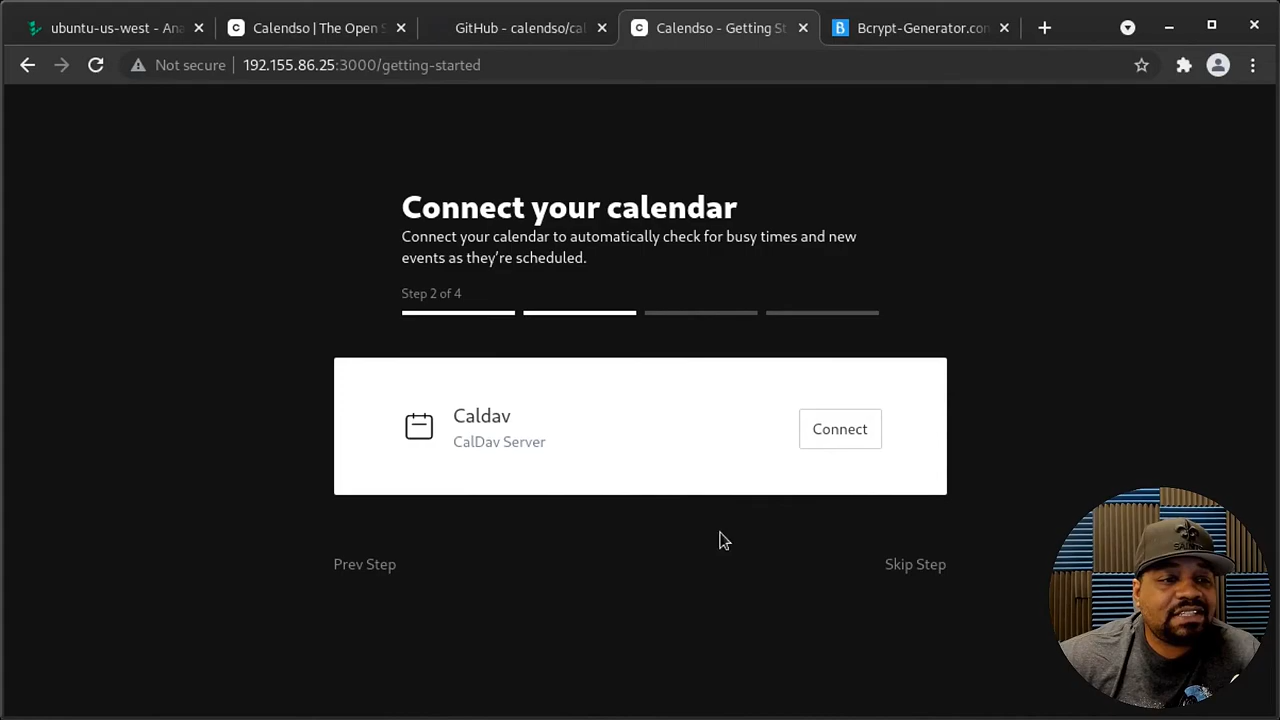 ubuntu-us-west - Ana
Calendso | The Open S
GitHub - calendso/cal
Calendso - Getting St
Bcrypt-Generator.con
Not secure
192.155.86.25:3000/getting-started
Connect your calendar
Connect your calendar to automatically check for busy times and new
events as they're scheduled.
Step 2 of 4
Caldav
CalDav Server
Connect
Prev Step
Skip Step